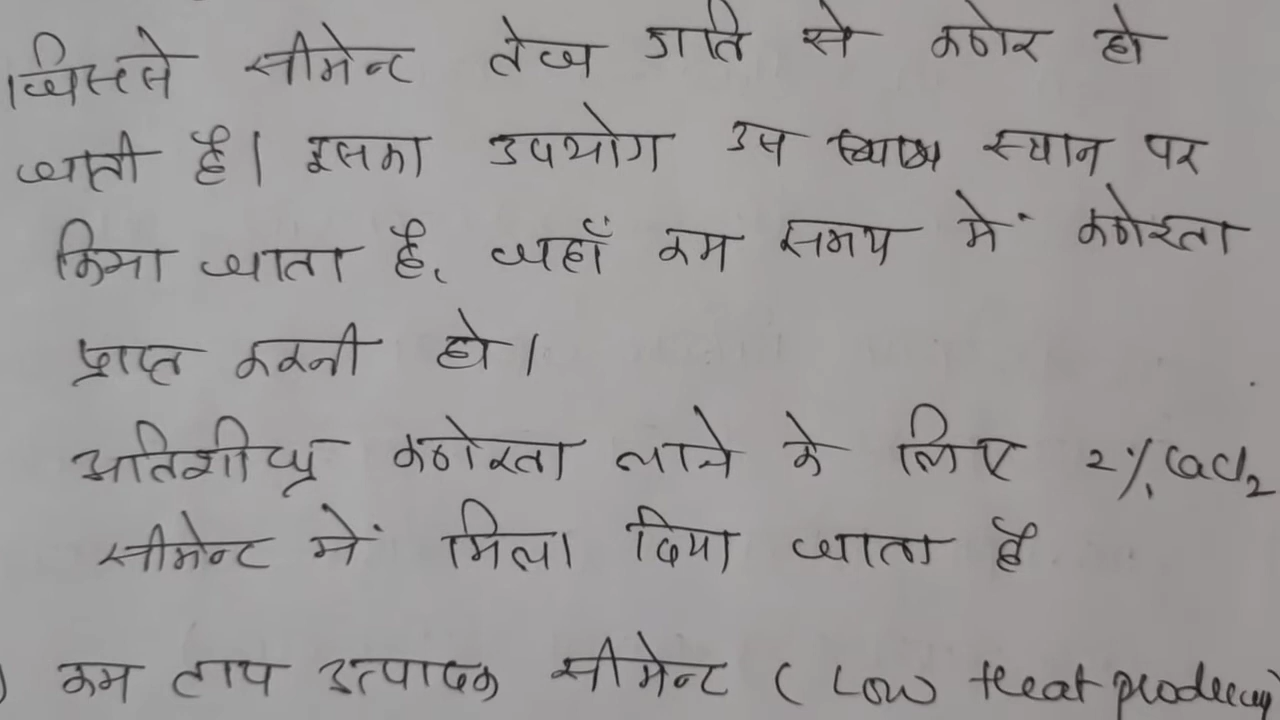 जिससे सीमेन्ट तेज गति से कठोर हो
जाती है। इसका उपयोग उस स्थान पर
किया जाता है, जहाँ कम समय में कठोरता
प्राप्त करनी हो।
अतिशीघ्र कठोरता लाने के लिए 2% CaCl₂
सीमेन्ट में मिला दिया जाता है
) कम ताप उत्पादक सीमेन्ट ( Low Heat